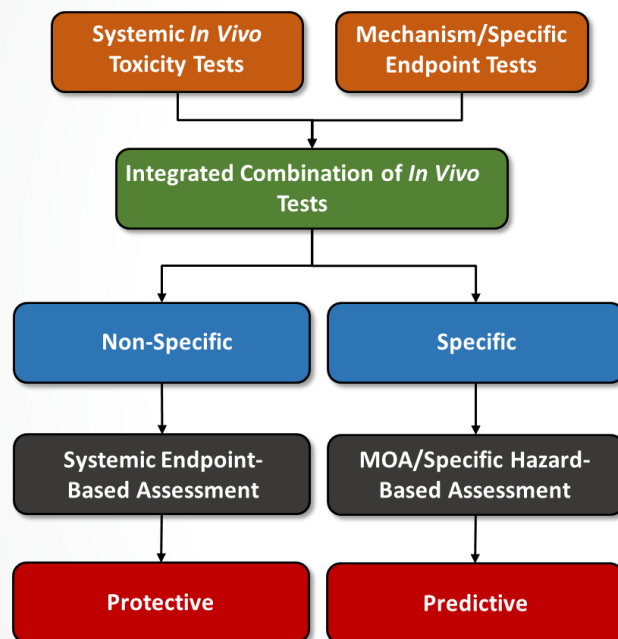 Systemic In Vivo
Toxicity Tests
Mechanism/Specific
Endpoint Tests
Integrated Combination of In Vivo
Tests
Non-Specific
Specific
Systemic Endpoint-
Based Assessment
MOA/Specific Hazard-
Based Assessment
Protective
Predictive